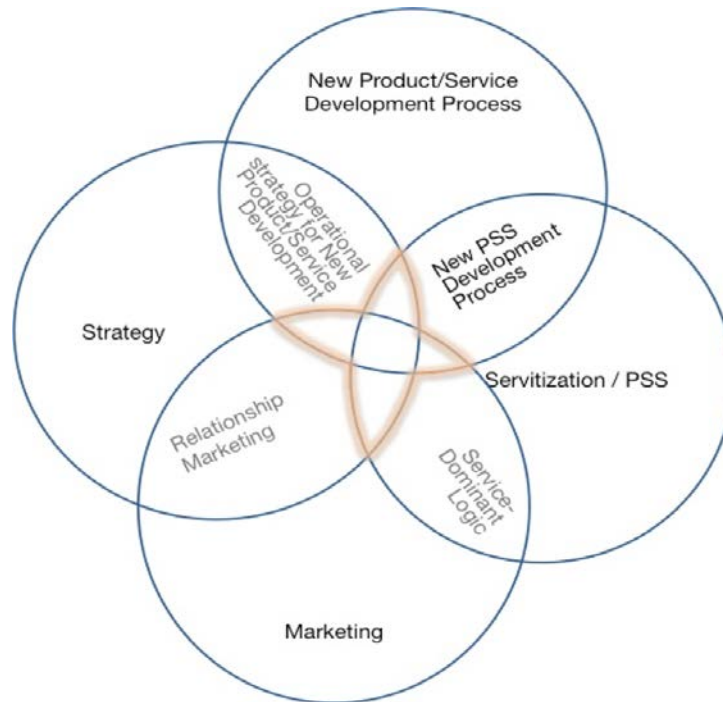 New Product/Service
Development Process
Operational
strategy for New
Product/Service
Development
New PSS
Development
Process
Strategy
Servitization / PSS
Relationship
Marketing
Service-
Dominant
Logic
Marketing